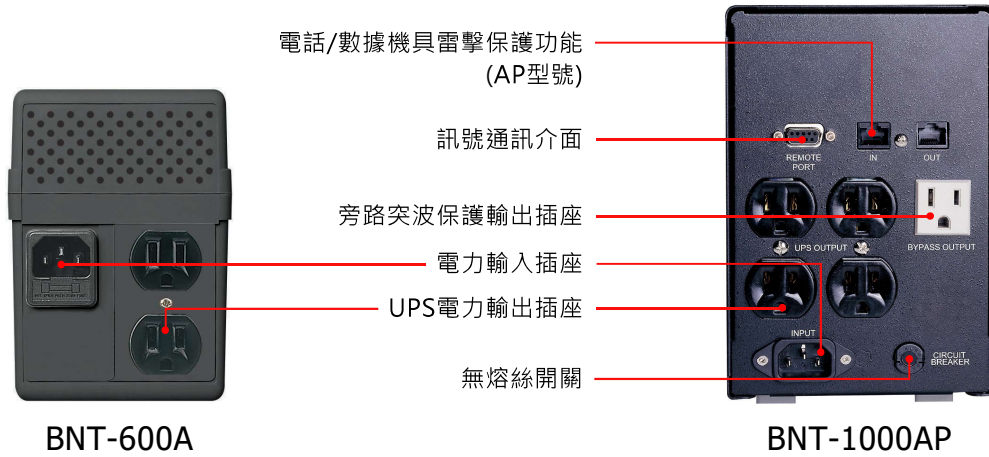 電話/數據機具雷擊保護功能
(AP型號)
訊號通訊介面
旁路突波保護輸出插座
電力輸入插座
UPS電力輸出插座
無熔絲開關
REMOTE
PORT
IN
OUT
UPS OUTPUT
BYPASS OUTPUT
INPUT
CIRCUIT
BREAKER
BNT-600A
BNT-1000AP